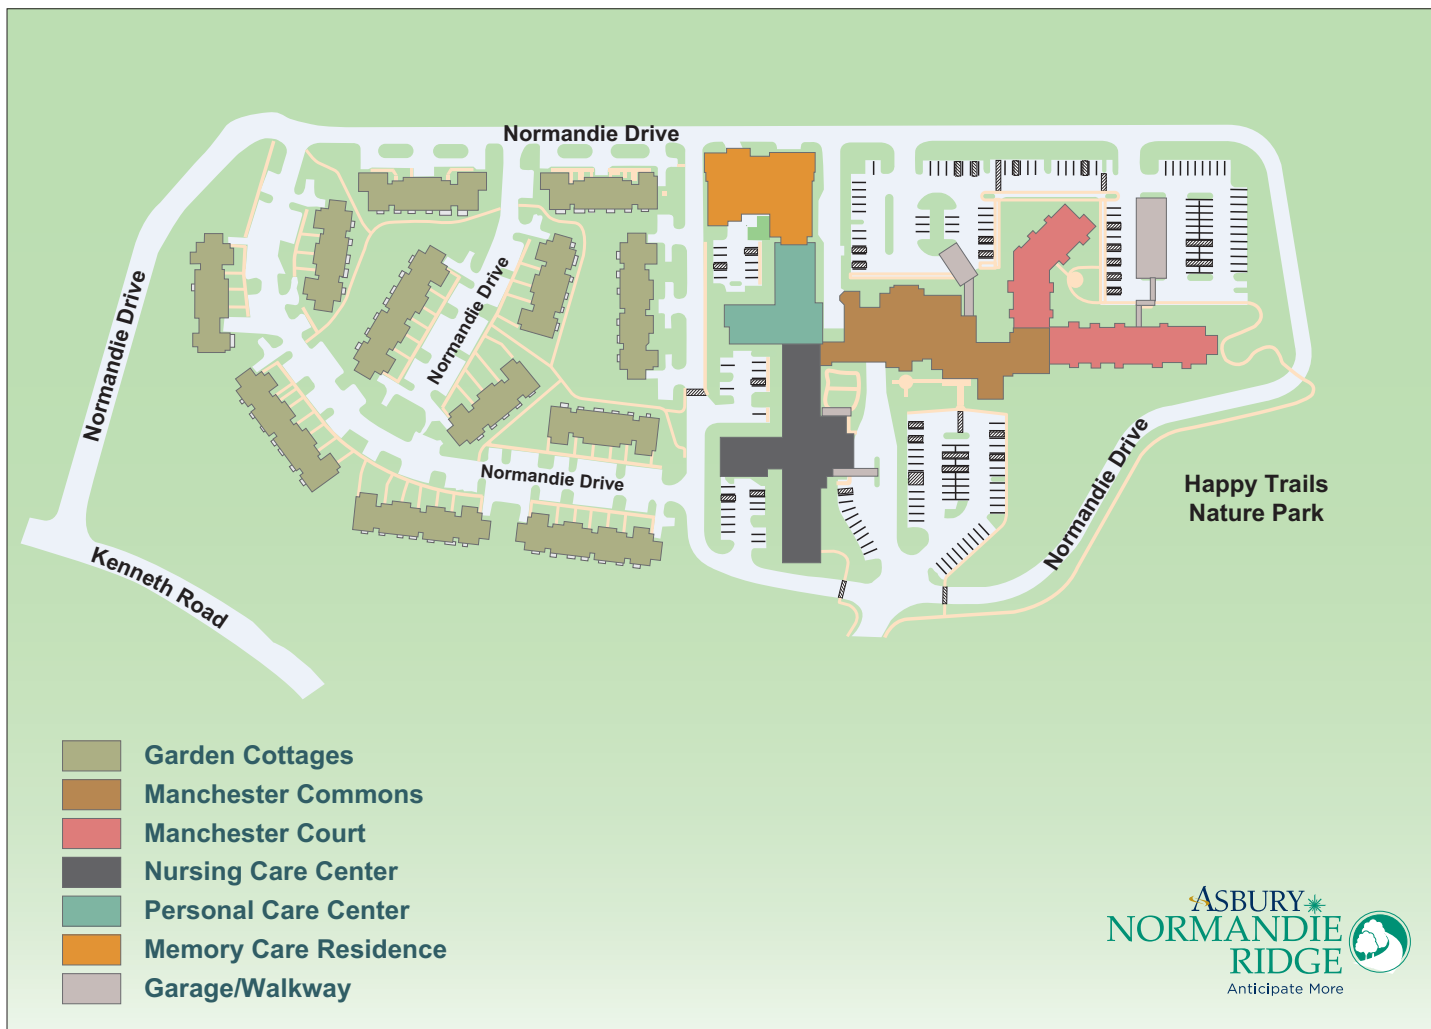 Normandie Drive
Normandie Drive
Normandie Drive
Normandie Drive
Normandie Drive
Happy Trails
Nature Park
Kenneth Road
Garden Cottages
Manchester Commons
Manchester Court
Nursing Care Center
Personal Care Center
Memory Care Residence
Garage/Walkway
ASBURY
NORMANDIE
RIDGE
Anticipate More